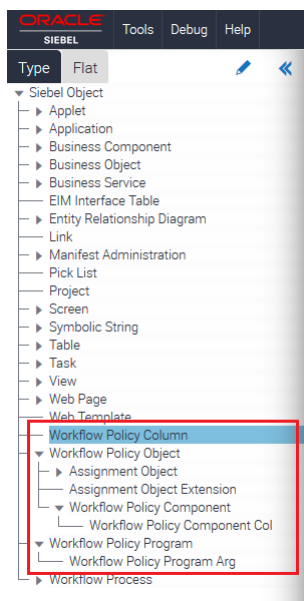 ORACLE
SIEBEL
Tools Debug Help
Type Flat
Siebel Object
Applet
Application
Business Component
Business Object
Business Service
EIM Interface Table
Entity Relationship Diagram
Link
Manifest Administration
Pick List
Project
Screen
Symbolic String
Table
Task
View
Web Page
Web Template
Workflow Policy Column
Workflow Policy Object
Assignment Object
Assignment Object Extension
Workflow Policy Component
Workflow Policy Component Col
Workflow Policy Program
Workflow Policy Program Arg
Workflow Process